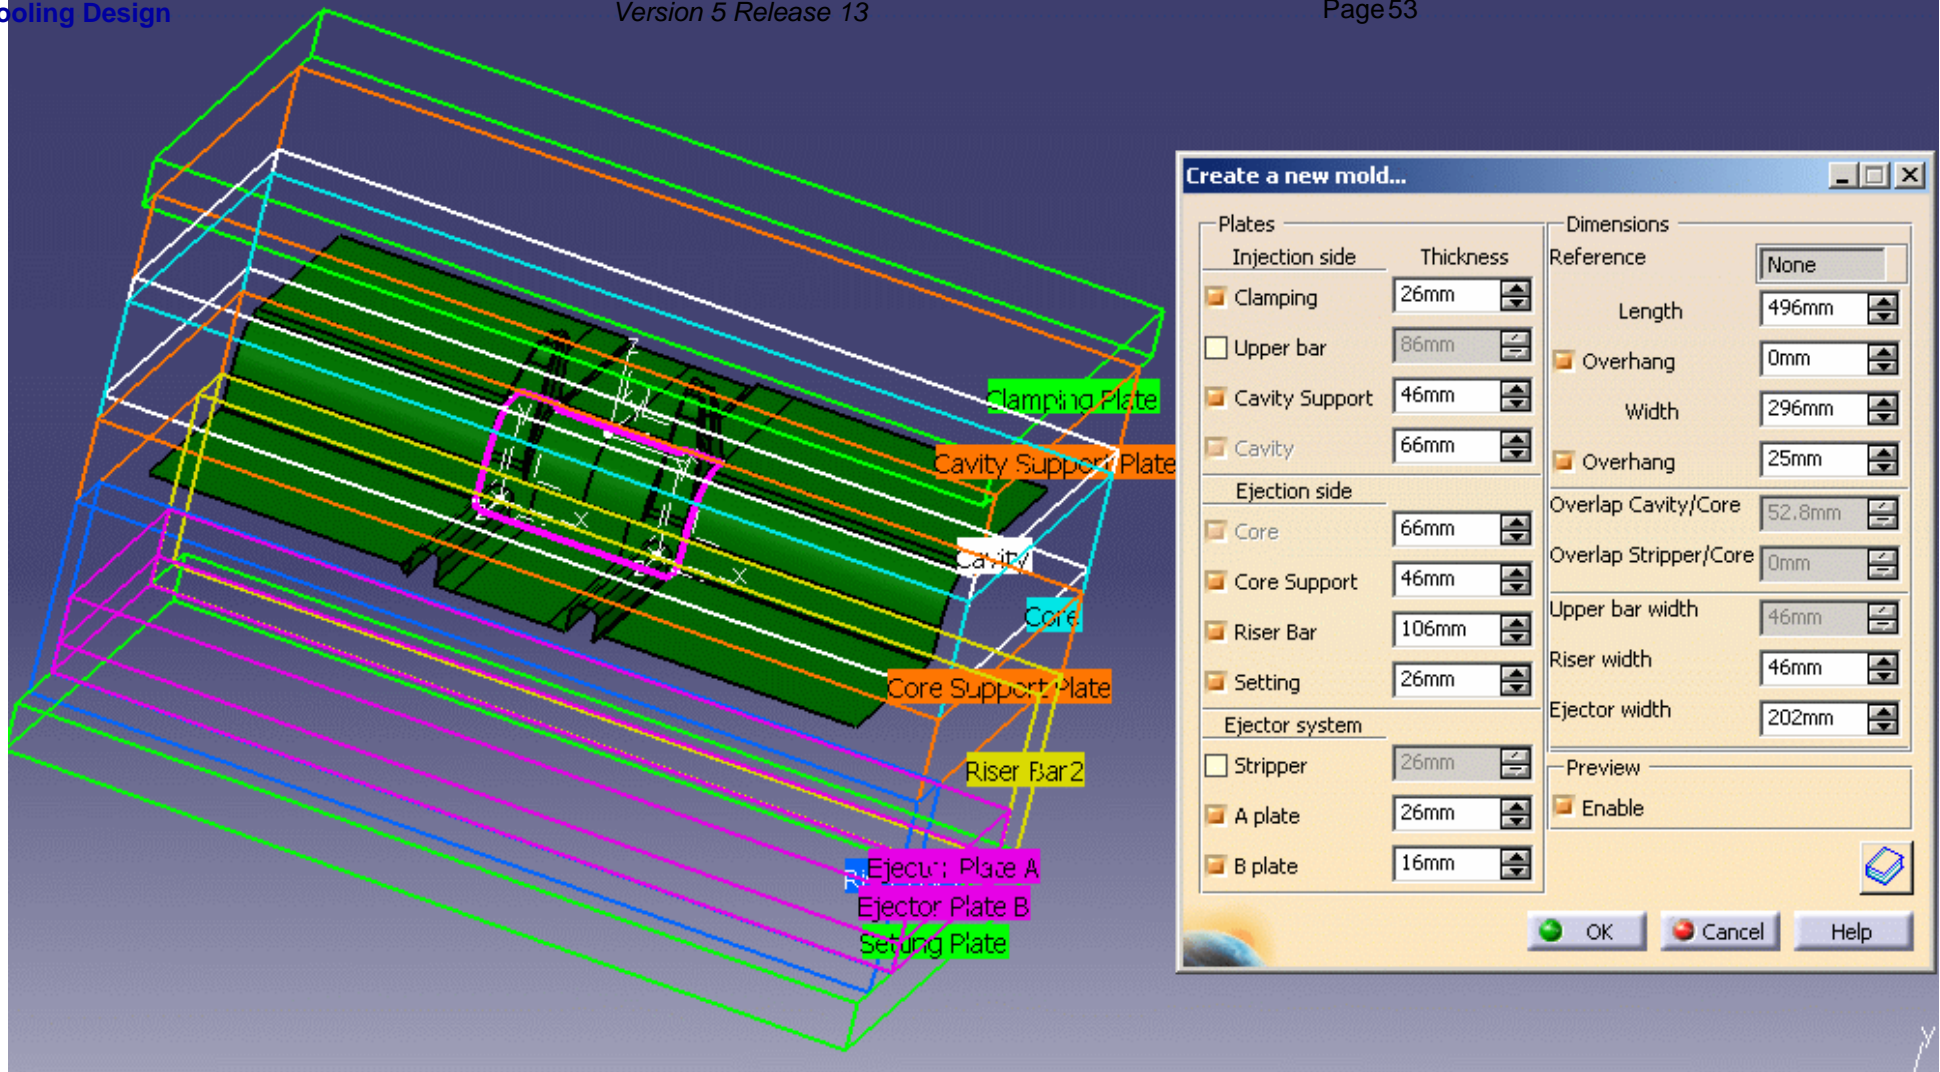 ooling Design Version 5 Release 13 Page 53
Clamping Plate
Cavity Support Plate
Cavity
Core
Core Support Plate
Riser Bar2
Ejector Plate A
Ejector Plate B
Setting Plate
Z
Y
X
X
Z
y
Create a new mold...
Plates
Injection side Thickness
Clamping 26mm
Upper bar 86mm
Cavity Support 46mm
Cavity 66mm
Ejection side
Core 66mm
Core Support 46mm
Riser Bar 106mm
Setting 26mm
Ejector system
Stripper 26mm
A plate 26mm
B plate 16mm
Dimensions
Reference None
Length 496mm
Overhang 0mm
Width 296mm
Overhang 25mm
Overlap Cavity/Core 52.8mm
Overlap Stripper/Core 0mm
Upper bar width 46mm
Riser width 46mm
Ejector width 202mm
Preview
Enable
OK Cancel Help